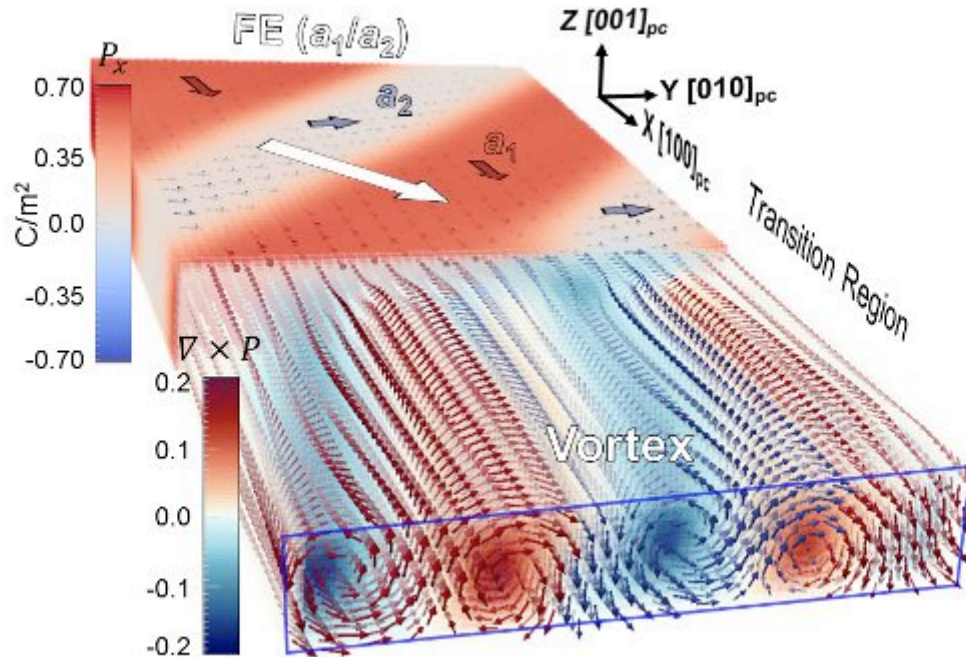 FE (a₁/a₂)
Z [001]pc
Y [010]pc
X [100]pc
Pₓ
0.70
0.35
0.0
-0.35
-0.70
C/m²
a₂
a₁
Transition Region
∇ × P
0.2
0.1
0.0
-0.1
-0.2
Vortex